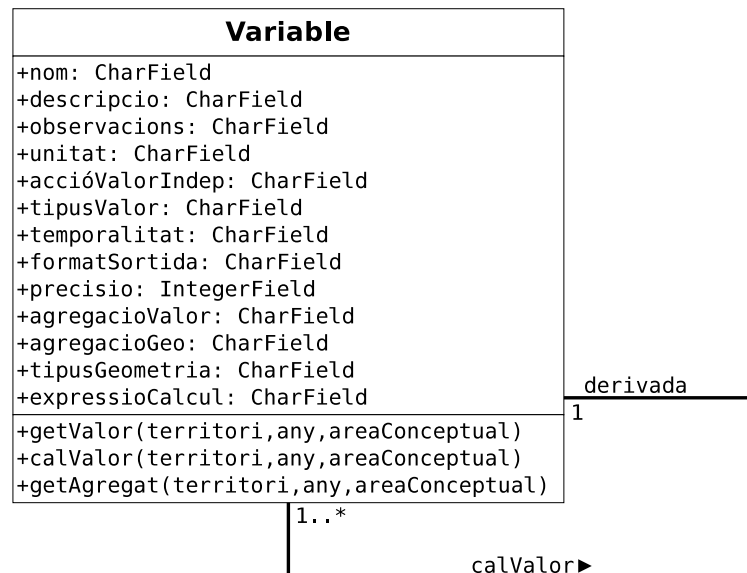 Variable
+nom: CharField
+descripcio: CharField
+observacions: CharField
+unitat: CharField
+accióValorIndep: CharField
+tipusValor: CharField
+temporalitat: CharField
+formatSortida: CharField
+precisio: IntegerField
+agregacioValor: CharField
+agregacioGeo: CharField
+tipusGeometria: CharField
+expressioCalcul: CharField
derivada
1
+getValor(territori,any,areaConceptual)
+calValor(territori,any,areaConceptual)
+getAgregat(territori,any,areaConceptual)
1..*
calValor►